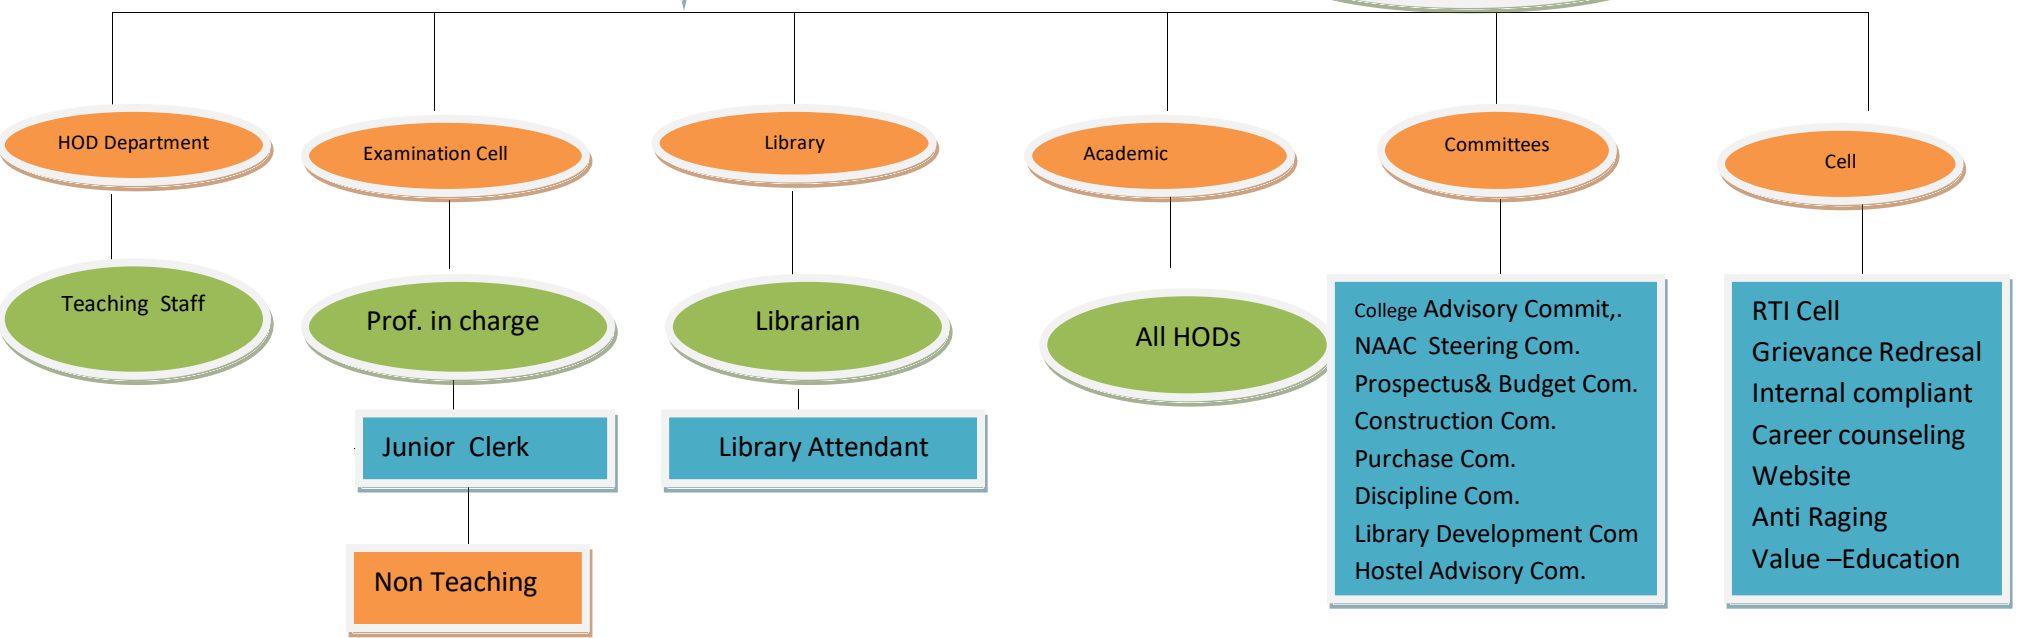 HOD Department
Examination Cell
Library
Academic
Committees
Cell
Teaching  Staff
Prof. in charge
Librarian
All HODs
College Advisory Commit,.
NAAC  Steering Com.
Prospectus& Budget Com.
Construction Com.
Purchase Com.
Discipline Com.
Library Development Com
Hostel Advisory Com.
RTI Cell
Grievance Redresal
Internal compliant
Career counseling
Website
Anti Raging
Value –Education
Junior  Clerk
Library Attendant
Non Teaching